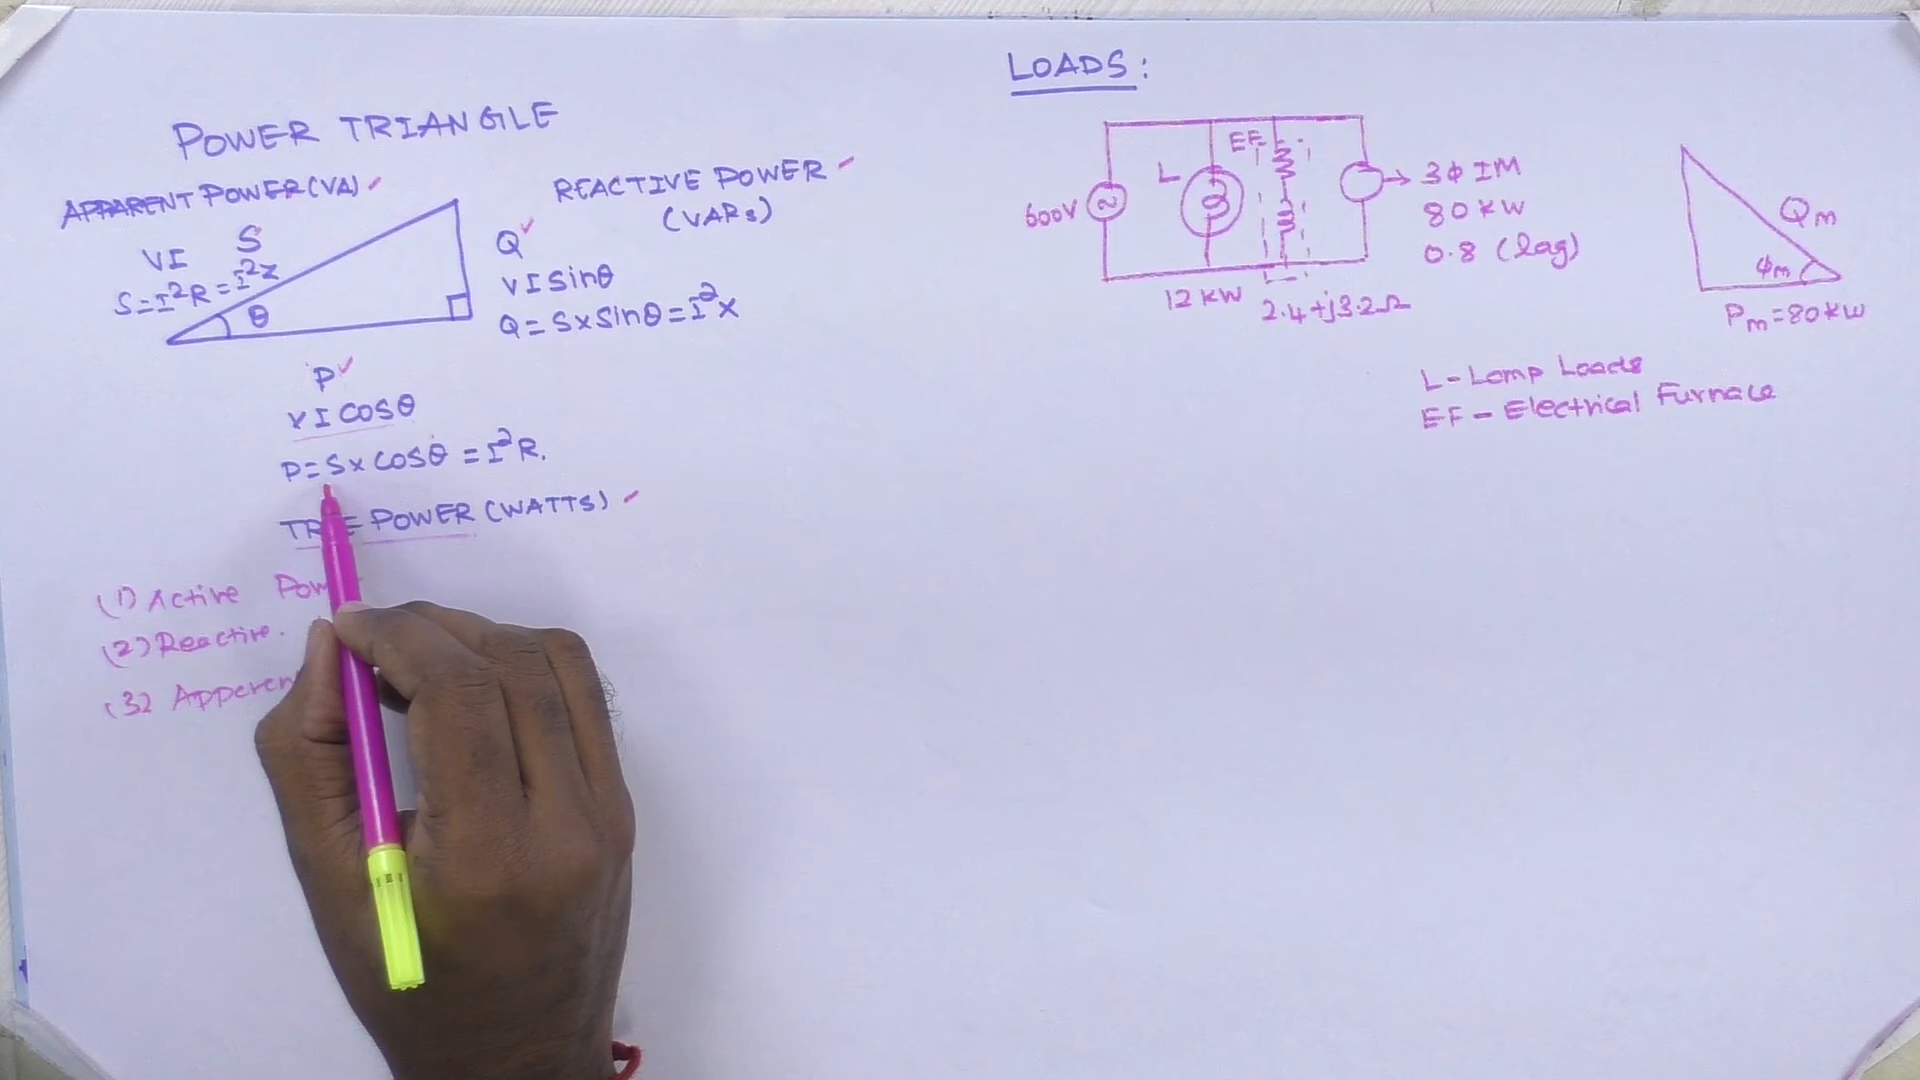 POWER TRIANGLE
APPARENT POWER (VA)
VI S
S=I²R=I²Z
θ
REACTIVE POWER
(VARs)
Q
VI Sinθ
Q=S×Sinθ=I²X
P
VI COSθ
P=S×COSθ=I²R.
POWER (WATTS)
(1) Active
(2) Reactive.
(3)
LOADS:
600V
L
EF
12 KW
2.4+j3.2Ω
3ϕ IM
80 KW
0.8 (lag)
Qm
ϕm
Pm=80KW
L - Lamp Loads
EF - Electrical Furnace